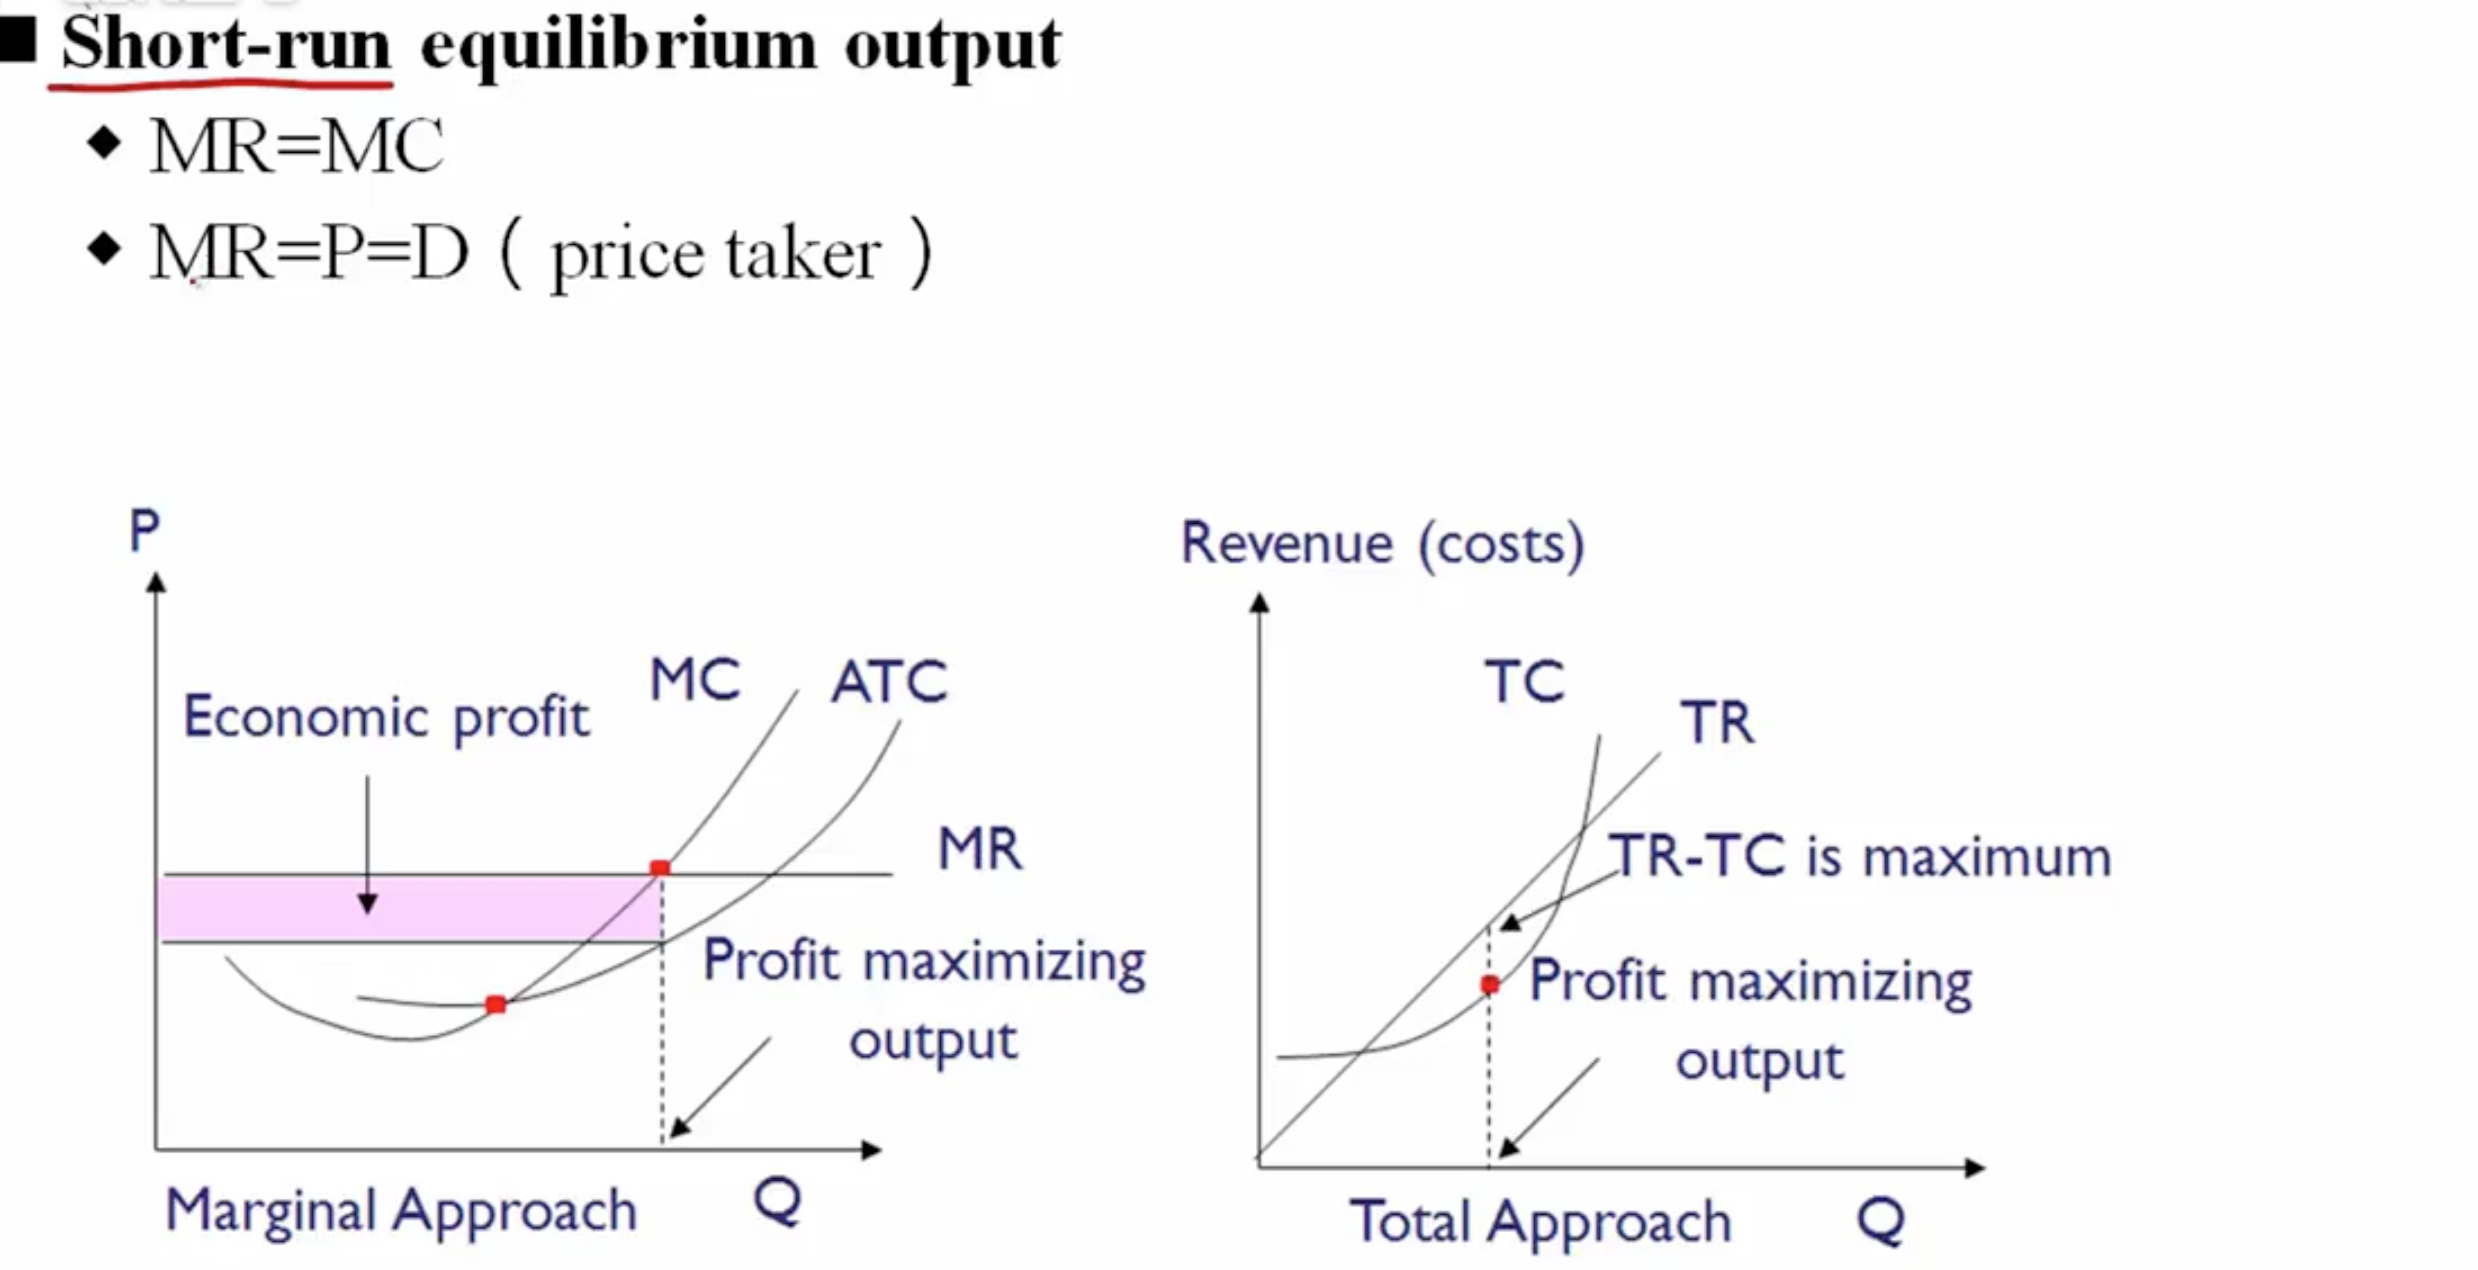 Short-run equilibrium output
MR=MC
MR=P=D ( price taker )
P
Economic profit
MC
ATC
MR
Profit maximizing
output
Marginal Approach
Q
Revenue (costs)
TC
TR
TR-TC is maximum
Profit maximizing
output
Total Approach
Q